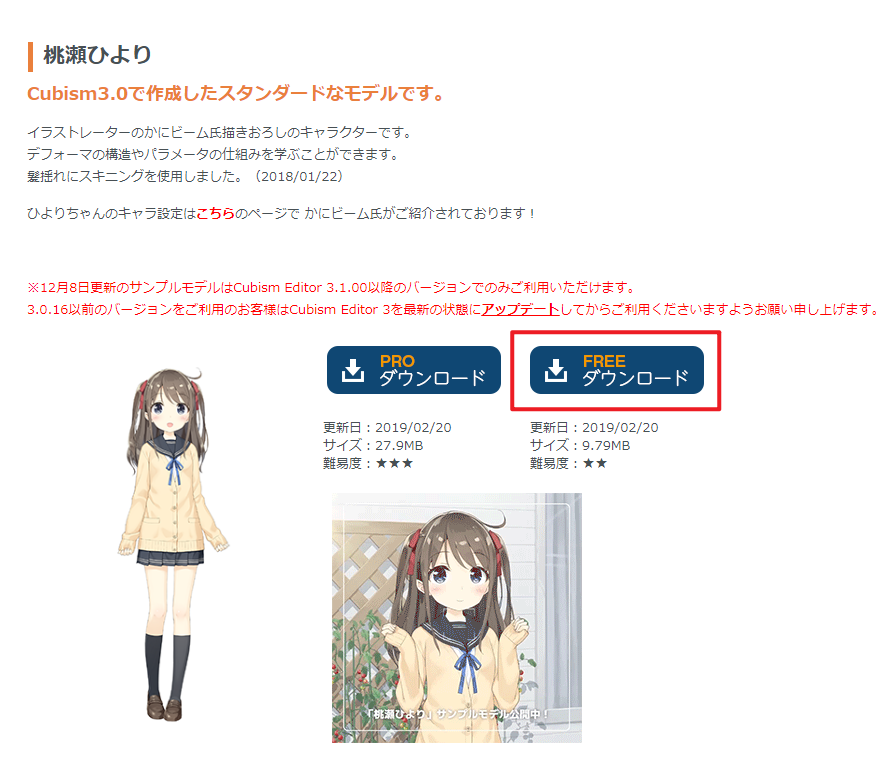 桃瀬ひより
Cubism3.0で作成したスタンダードなモデルです。
イラストレーターのかにビーム氏描きおろしのキャラクターです。
デフォーマの構造やパラメータの仕組みを学ぶことができます。
髪揺れにスキニングを使用しました。（2018/01/22）
ひよりちゃんのキャラ設定はこちらのページで かにビーム氏がご紹介されております！
※12月8日更新のサンプルモデルはCubism Editor 3.1.00以降のバージョンでのみご利用いただけます。
3.0.16以前のバージョンをご利用のお客様はCubism Editor 3を最新の状態にアップデートしてからご利用くださいますようお願い申し上げます。
PRO
ダウンロード
更新日：2019/02/20
サイズ：27.9MB
難易度：★★★
FREE
ダウンロード
更新日：2019/02/20
サイズ：9.79MB
難易度：★★
「桃瀬ひより」サンプルモデル公開中！